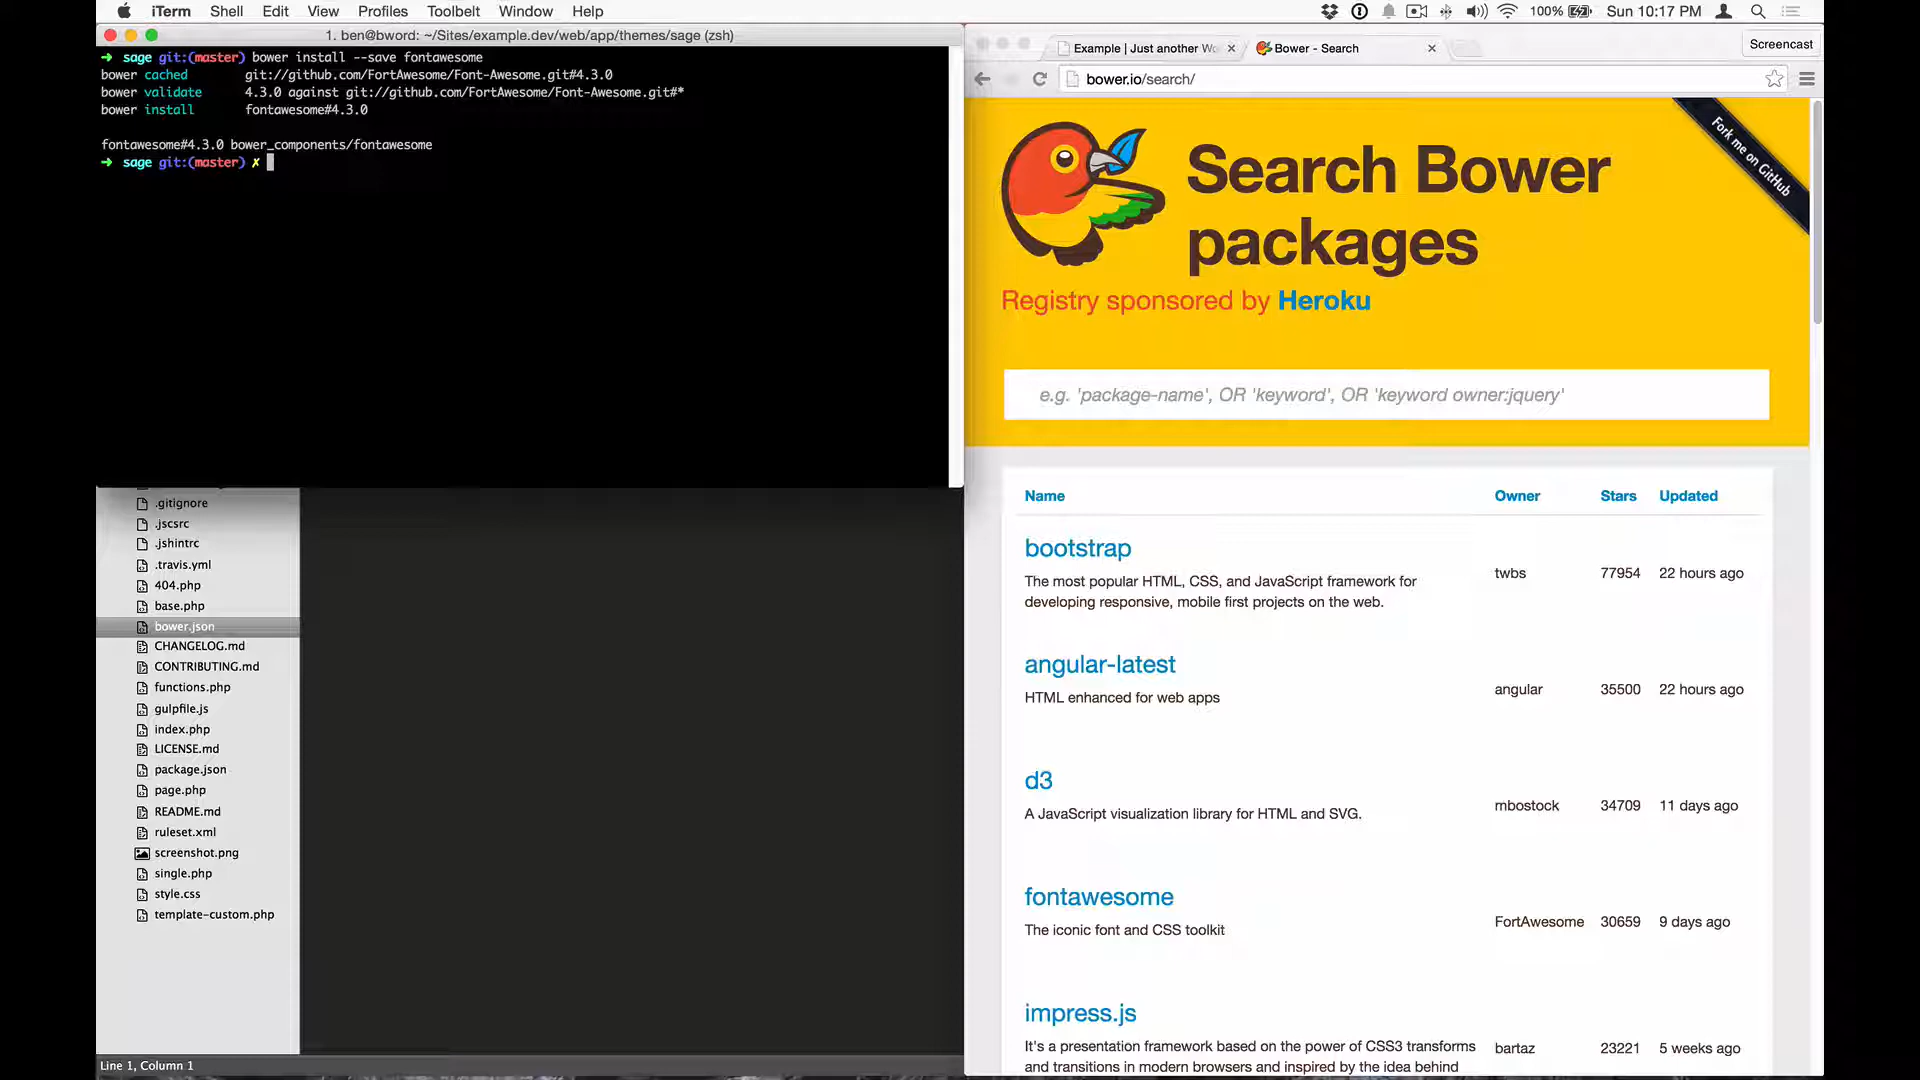 iTerm Shell Edit View Profiles Toolbelt Window Help
100% Sun 10:17 PM
1. ben@bword: ~/Sites/example.dev/web/app/themes/sage (zsh)
➜ sage git:(master) bower install --save fontawesome
bower cached git://github.com/FortAwesome/Font-Awesome.git#4.3.0
bower validate 4.3.0 against git://github.com/FortAwesome/Font-Awesome.git#*
bower install fontawesome#4.3.0
fontawesome#4.3.0 bower_components/fontawesome
➜ sage git:(master) ✗
.gitignore
.jscsrc
.jshintrc
.travis.yml
404.php
base.php
bower.json
CHANGELOG.md
CONTRIBUTING.md
functions.php
gulpfile.js
index.php
LICENSE.md
package.json
page.php
README.md
ruleset.xml
screenshot.png
single.php
style.css
template-custom.php
Line 1, Column 1
Example | Just another Wo
Bower - Search
Screencast
bower.io/search/
Fork me on GitHub
Search Bower
packages
Registry sponsored by Heroku
e.g. 'package-name', OR 'keyword', OR 'keyword owner:jquery'
Name Owner Stars Updated
bootstrap
The most popular HTML, CSS, and JavaScript framework for
developing responsive, mobile first projects on the web.
twbs 77954 22 hours ago
angular-latest
HTML enhanced for web apps
angular 35500 22 hours ago
d3
A JavaScript visualization library for HTML and SVG.
mbostock 34709 11 days ago
fontawesome
The iconic font and CSS toolkit
FortAwesome 30659 9 days ago
impress.js
It's a presentation framework based on the power of CSS3 transforms
and transitions in modern browsers and inspired by the idea behind
bartaz 23221 5 weeks ago